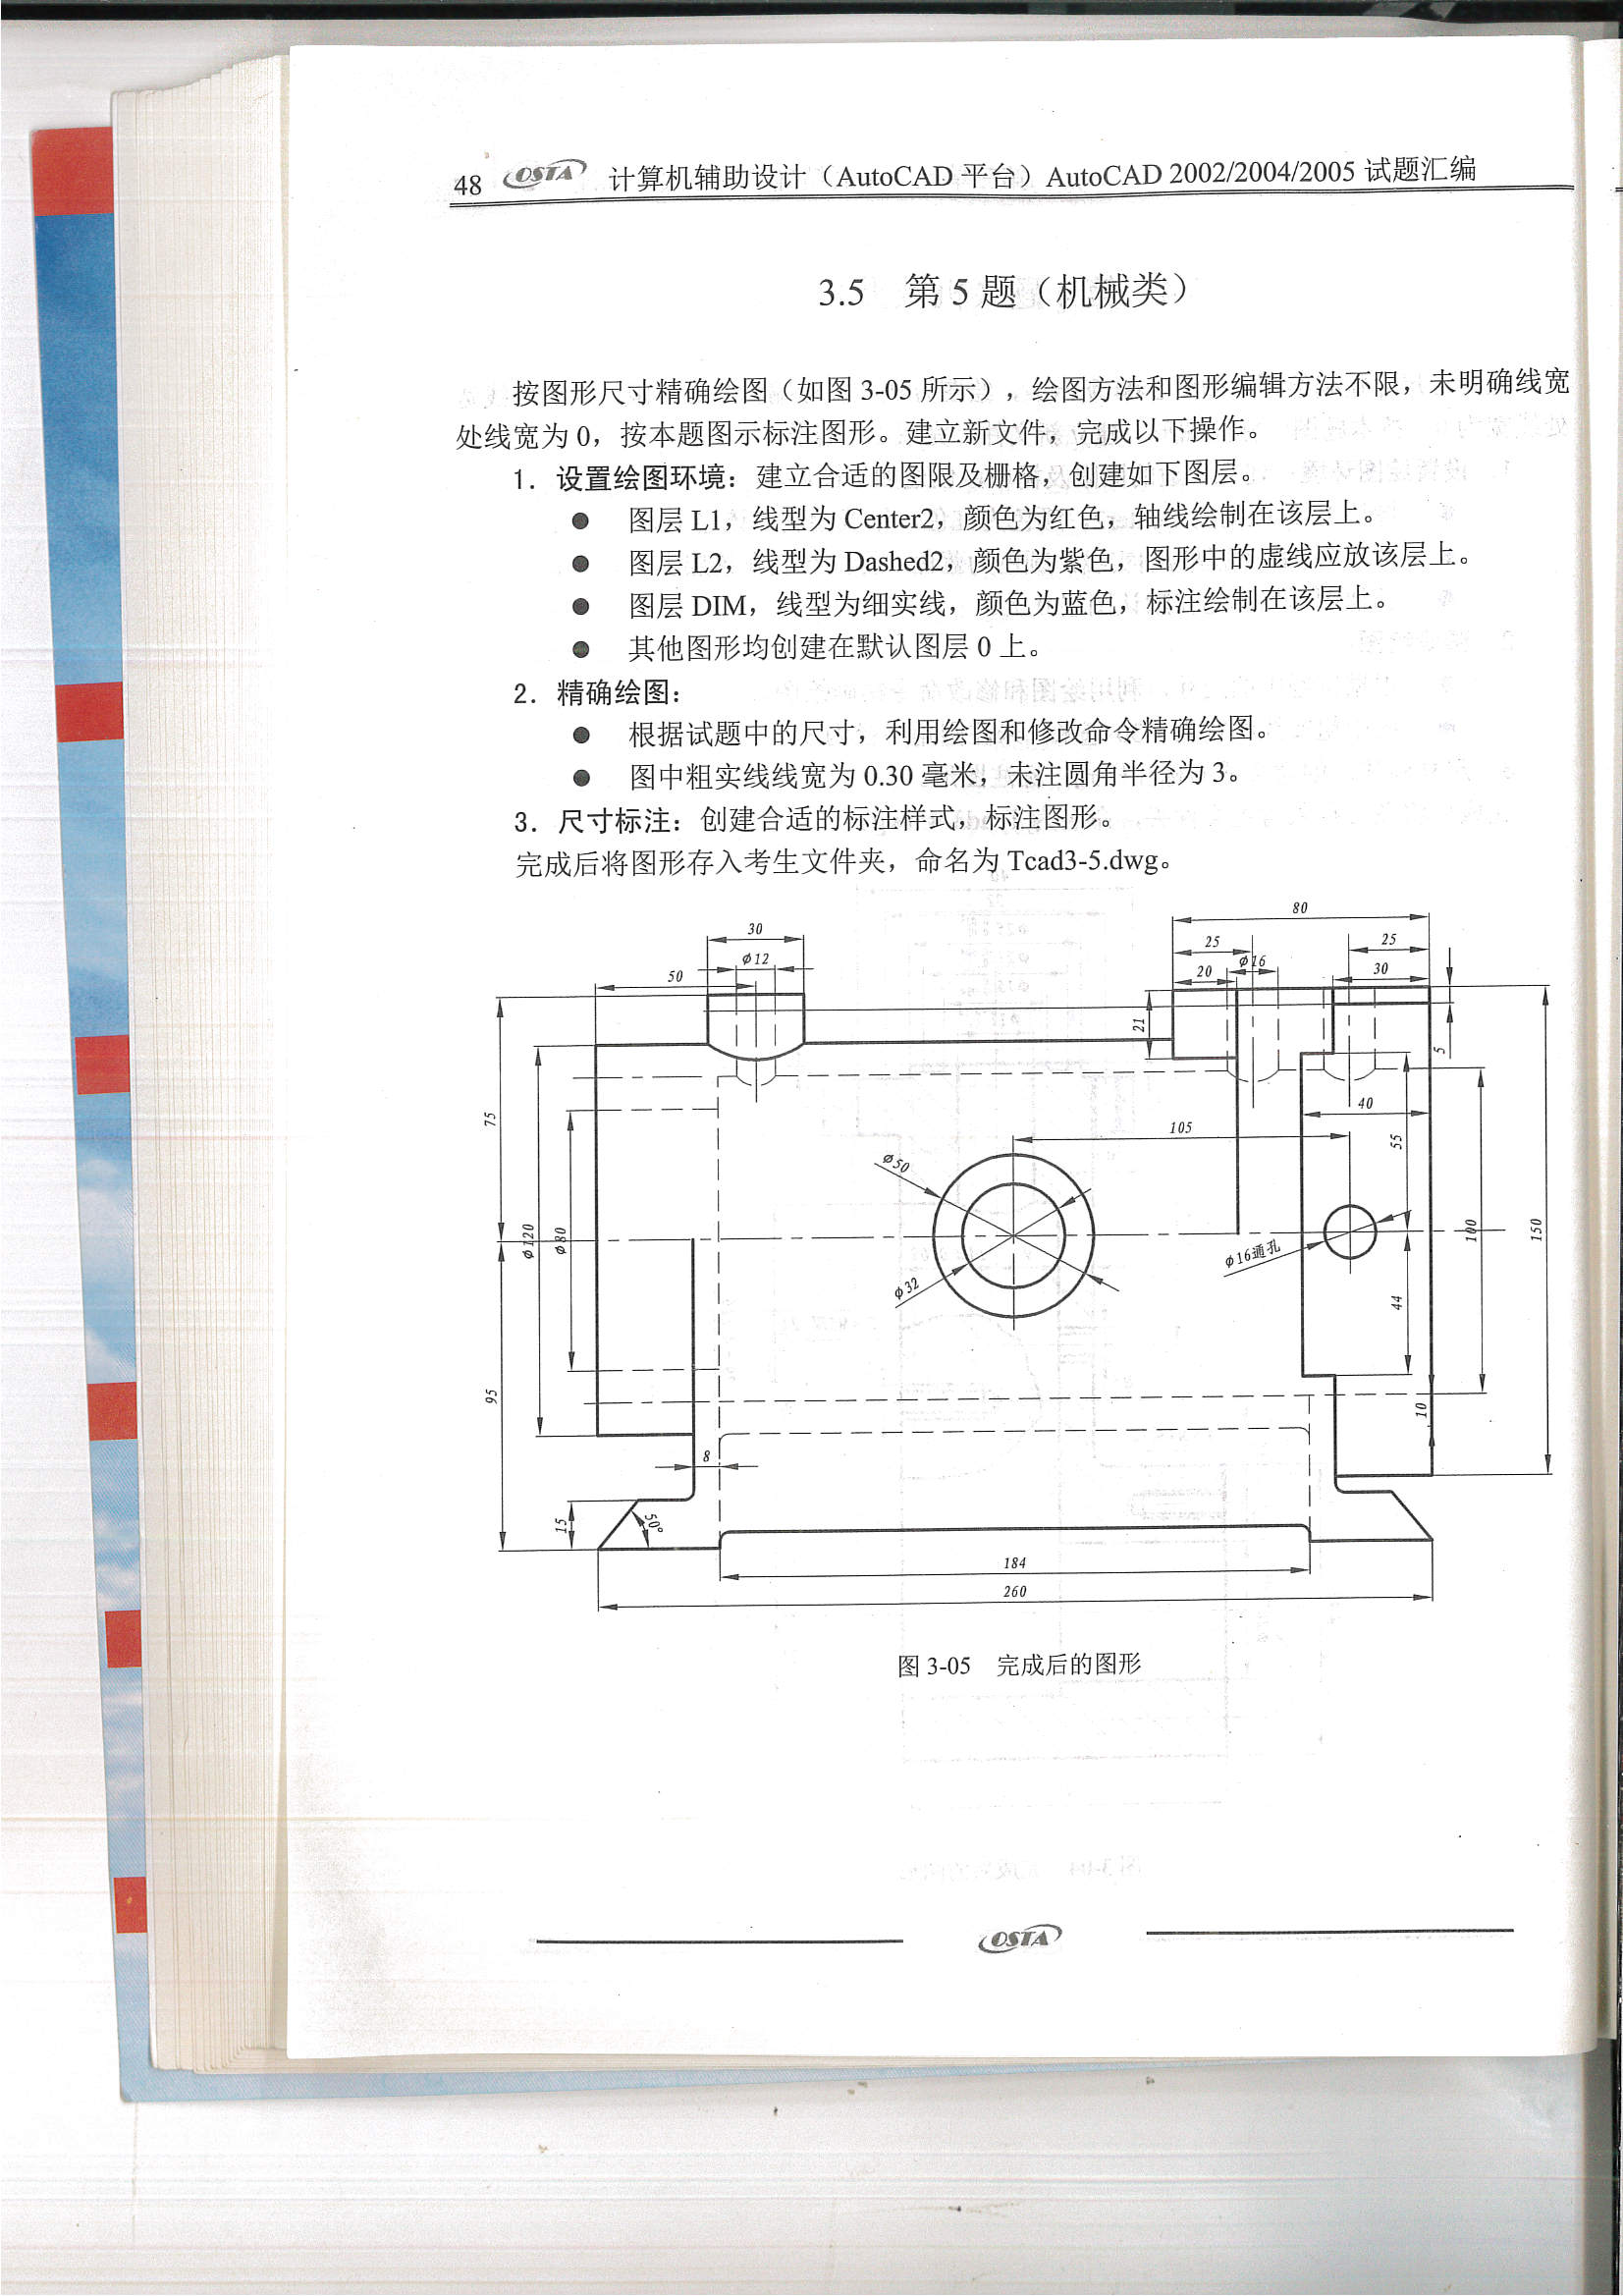 48 OSTA 计算机辅助设计（AutoCAD 平台）AutoCAD 2002/2004/2005 试题汇编
3.5 第 5 题（机械类）
按图形尺寸精确绘图（如图 3-05 所示），绘图方法和图形编辑方法不限，未明确线宽
处线宽为 0，按本题图示标注图形。建立新文件，完成以下操作。
1．设置绘图环境：建立合适的图限及栅格，创建如下图层。
● 图层 L1，线型为 Center2，颜色为红色，轴线绘制在该层上。
● 图层 L2，线型为 Dashed2，颜色为紫色，图形中的虚线应放该层上。
● 图层 DIM，线型为细实线，颜色为蓝色，标注绘制在该层上。
● 其他图形均创建在默认图层 0 上。
2．精确绘图：
● 根据试题中的尺寸，利用绘图和修改命令精确绘图。
● 图中粗实线线宽为 0.30 毫米，未注圆角半径为 3。
3．尺寸标注：创建合适的标注样式，标注图形。
完成后将图形存入考生文件夹，命名为 Tcad3-5.dwg。
80
30
25
25
φ12
φ16
50
20
30
21
5
75
40
105
55
φ50
φ120
φ80
100
150
φ16通孔
φ32
44
95
10
8
15
50°
184
260
图 3-05 完成后的图形
OSTA